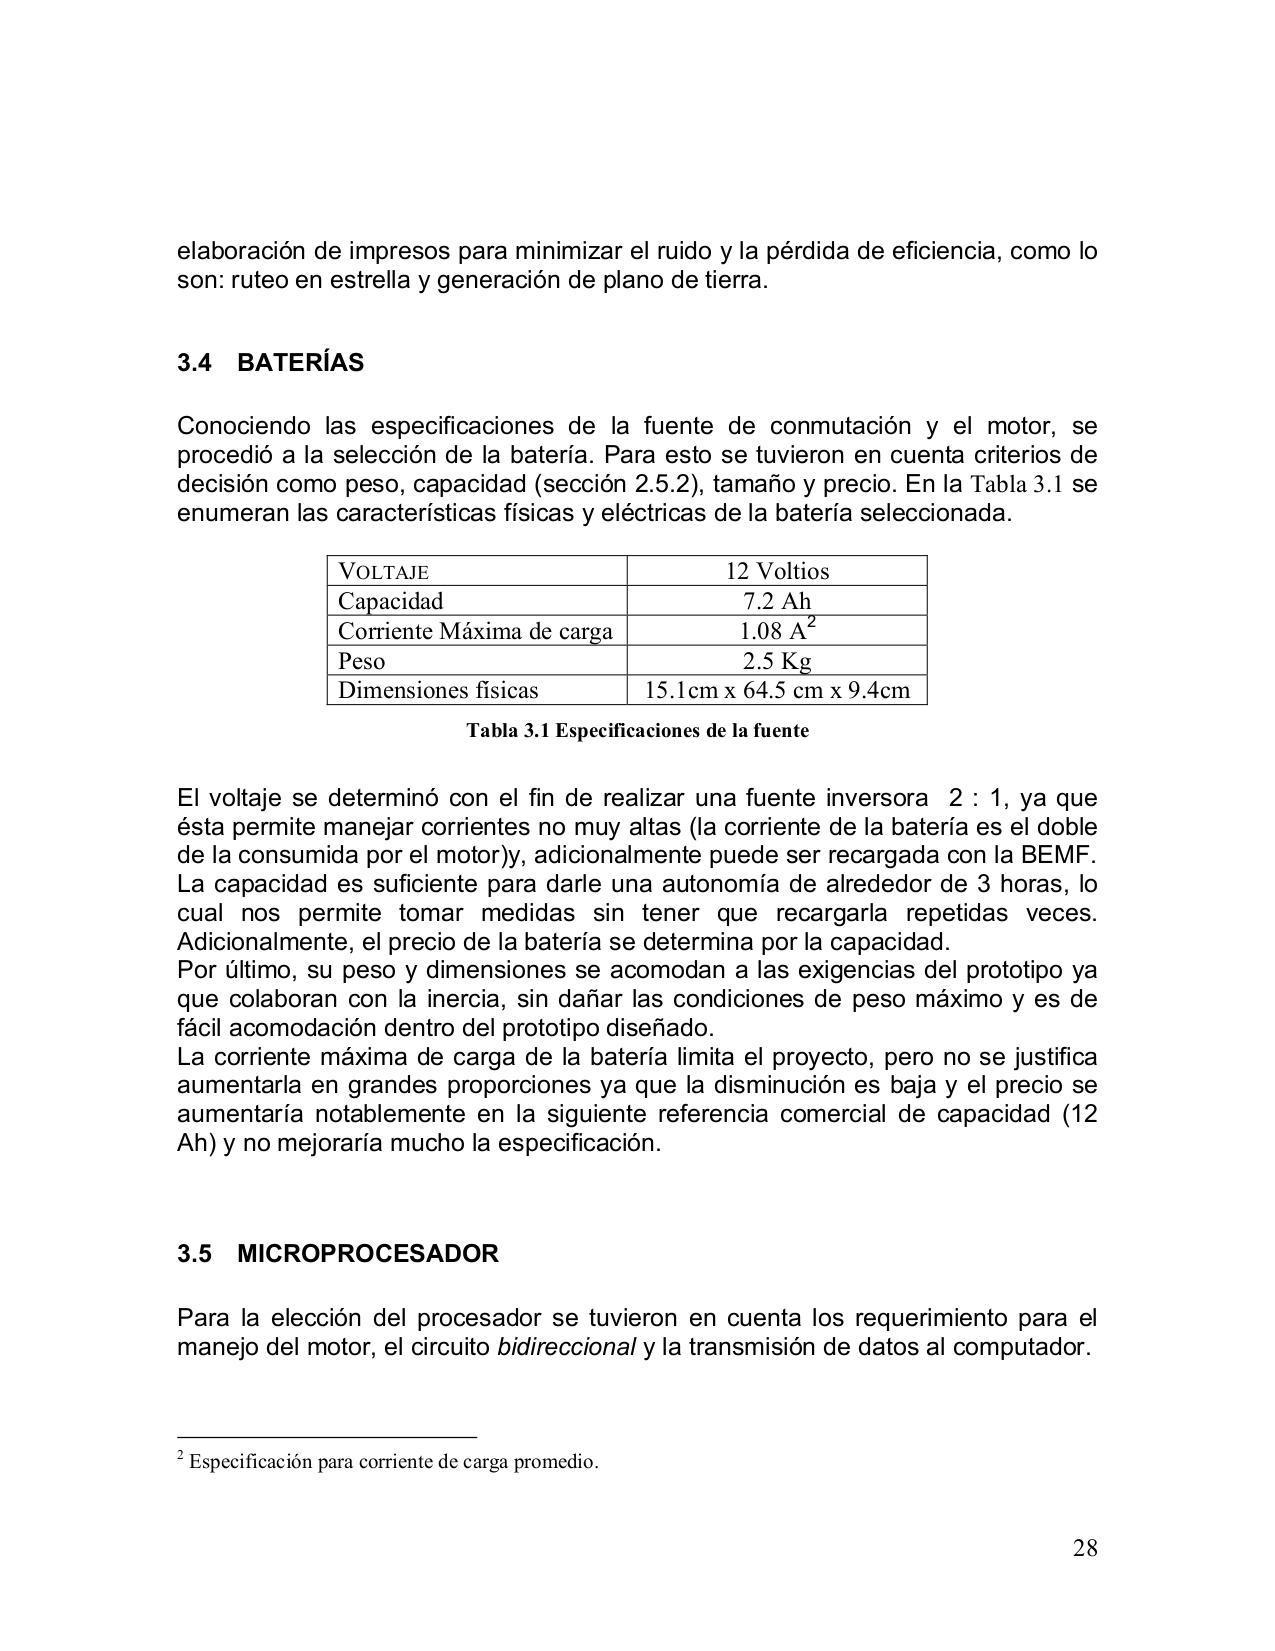 elaboración de impresos para minimizar el ruido y la pérdida de eficiencia, como lo
son: ruteo en estrella y generación de plano de tierra.
3.4 BATERÍAS
Conociendo las especificaciones de la fuente de conmutación y el motor, se
procedió a la selección de la batería. Para esto se tuvieron en cuenta criterios de
decisión como peso, capacidad (sección 2.5.2), tamaño y precio. En la Tabla 3.1 se
enumeran las características físicas y eléctricas de la batería seleccionada.
VOLTAJE 12 Voltios
Capacidad 7.2 Ah
Corriente Máxima de carga 1.08 A2
Peso 2.5 Kg
Dimensiones físicas 15.1cm x 64.5 cm x 9.4cm
Tabla 3.1 Especificaciones de la fuente
El voltaje se determinó con el fin de realizar una fuente inversora 2 : 1, ya que
ésta permite manejar corrientes no muy altas (la corriente de la batería es el doble
de la consumida por el motor)y, adicionalmente puede ser recargada con la BEMF.
La capacidad es suficiente para darle una autonomía de alrededor de 3 horas, lo
cual nos permite tomar medidas sin tener que recargarla repetidas veces.
Adicionalmente, el precio de la batería se determina por la capacidad.
Por último, su peso y dimensiones se acomodan a las exigencias del prototipo ya
que colaboran con la inercia, sin dañar las condiciones de peso máximo y es de
fácil acomodación dentro del prototipo diseñado.
La corriente máxima de carga de la batería limita el proyecto, pero no se justifica
aumentarla en grandes proporciones ya que la disminución es baja y el precio se
aumentaría notablemente en la siguiente referencia comercial de capacidad (12
Ah) y no mejoraría mucho la especificación.
3.5 MICROPROCESADOR
Para la elección del procesador se tuvieron en cuenta los requerimiento para el
manejo del motor, el circuito bidireccional y la transmisión de datos al computador.
2 Especificación para corriente de carga promedio.
28